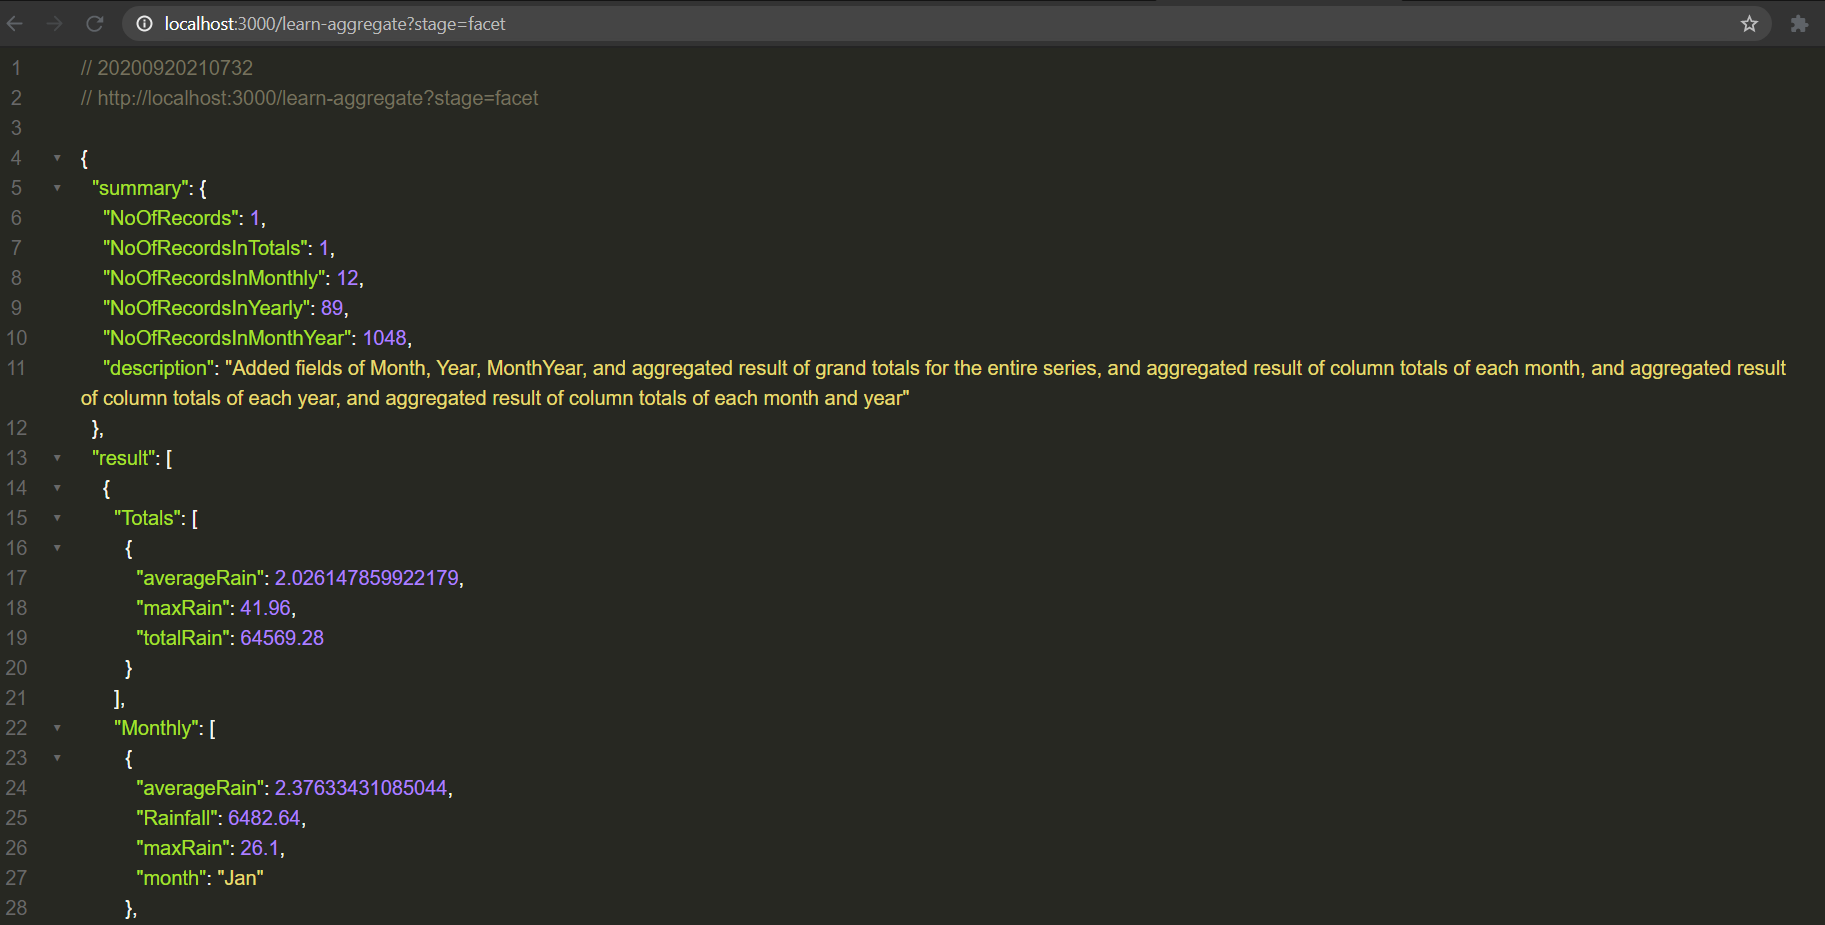 localhost:3000/learn-aggregate?stage=facet
1 // 20200920210732
2 // http://localhost:3000/learn-aggregate?stage=facet
3
4 {
5 "summary": {
6 "NoOfRecords": 1,
7 "NoOfRecordsInTotals": 1,
8 "NoOfRecordsInMonthly": 12,
9 "NoOfRecordsInYearly": 89,
10 "NoOfRecordsInMonthYear": 1048,
11 "description": "Added fields of Month, Year, MonthYear, and aggregated result of grand totals for the entire series, and aggregated result of column totals of each month, and aggregated result
of column totals of each year, and aggregated result of column totals of each month and year"
12 },
13 "result": [
14 {
15 "Totals": [
16 {
17 "averageRain": 2.026147859922179,
18 "maxRain": 41.96,
19 "totalRain": 64569.28
20 }
21 ],
22 "Monthly": [
23 {
24 "averageRain": 2.37633431085044,
25 "Rainfall": 6482.64,
26 "maxRain": 26.1,
27 "month": "Jan"
28 },